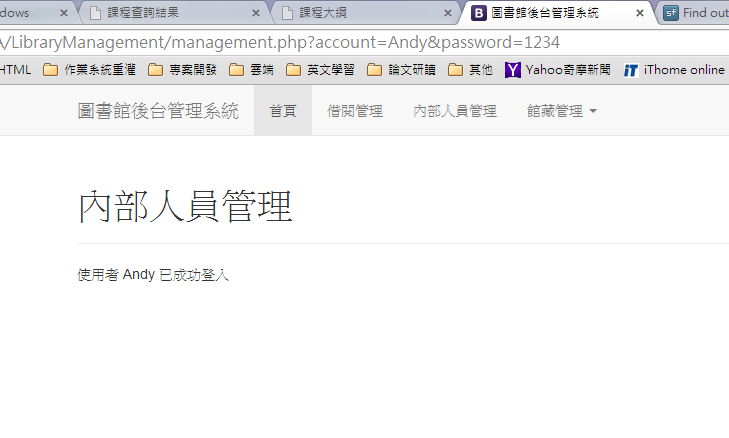 dows 課程查詢結果 課程大綱 圖書館後台管理系統 Find out
/LibraryManagement/management.php?account=Andy&password=1234
HTML 作業系統重灌 專案開發 雲端 英文學習 論文研讀 其他 Yahoo奇摩新聞 iThome online
圖書館後台管理系統 首頁 借閱管理 內部人員管理 館藏管理
內部人員管理
使用者 Andy 已成功登入